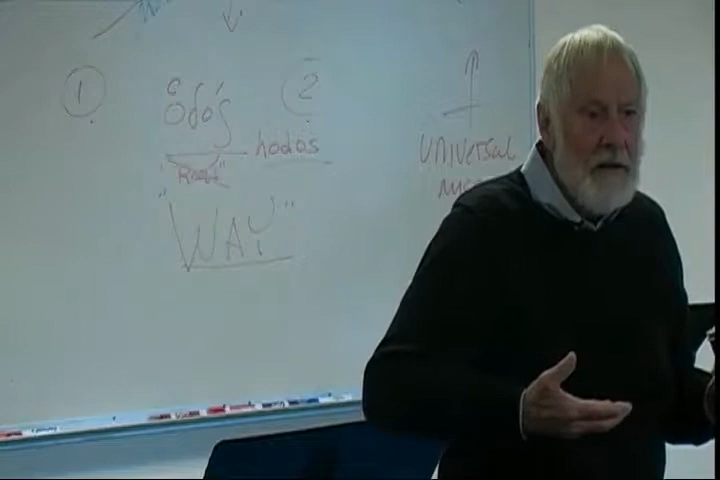 ① ὁδός ②
"Road" hodos
"WAY"
universal